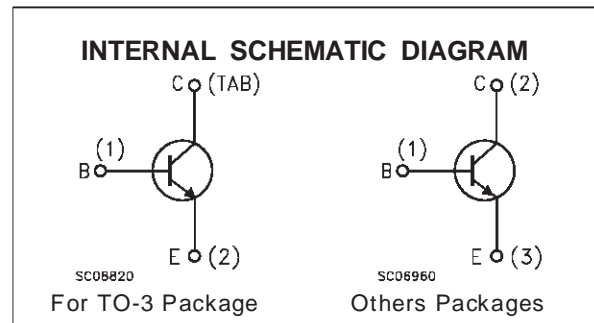 INTERNAL SCHEMATIC DIAGRAM
C (TAB) C (2)
(1) (1)
B B
E (2) E (3)
SC08820 SC06960
For TO-3 Package Others Packages